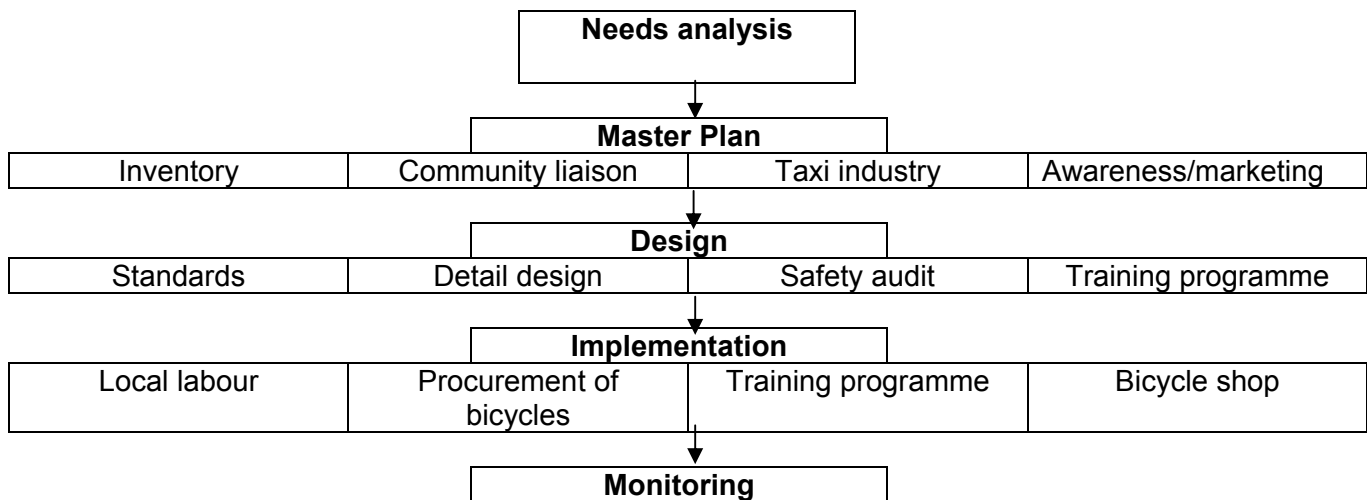 Needs analysis
Master Plan
Inventory Community liaison Taxi industry Awareness/marketing
Design
Standards Detail design Safety audit Training programme
Implementation
Local labour Procurement of bicycles Training programme Bicycle shop
Monitoring